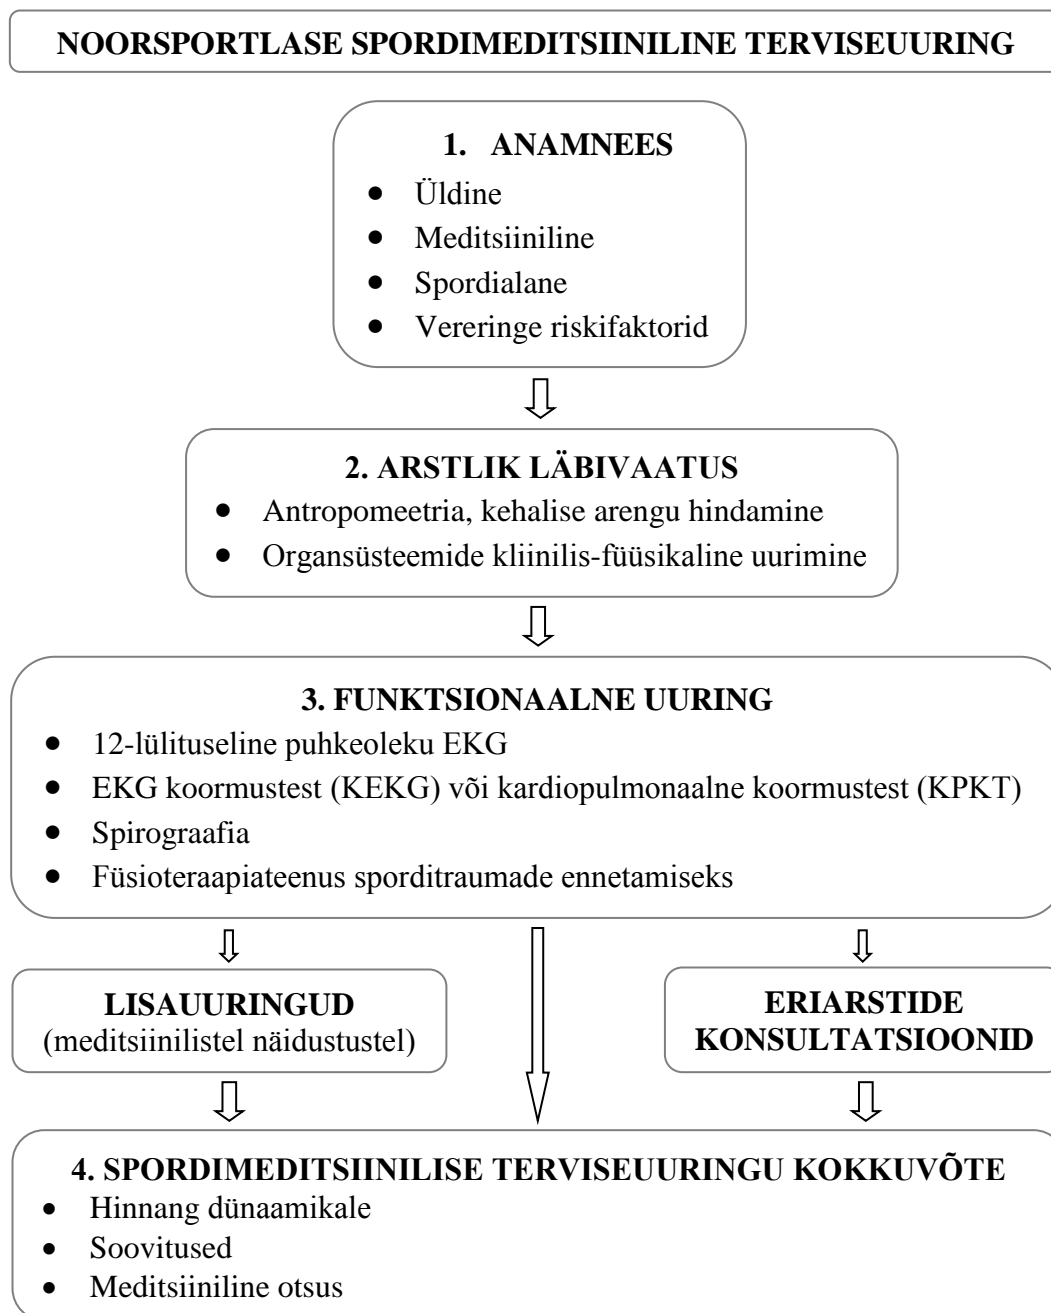 NOORSPORTLASE SPORDIMEDITSIINILINE TERVISEUURING
1. ANAMNEES
• Üldine
• Meditsiiniline
• Spordialane
• Vereringe riskifaktorid
2. ARSTLIK LÄBIVAATUS
• Antropomeetria, kehalise arengu hindamine
• Organsüsteemide kliinilis-füüsikaline uurimine
3. FUNKTSIONAALNE UURING
• 12-lülituseline puhkeoleku EKG
• EKG koormustest (KEKG) või kardiopulmonaalne koormustest (KPKT)
• Spirograafia
• Füsioteraapiateenus sporditraumade ennetamiseks
LISAUURINGUD
(meditsiinilistel näidustustel)
ERIARSTIDE
KONSULTATSIOONID
4. SPORDIMEDITSIINILISE TERVISEUURINGU KOKKUVÕTE
• Hinnang dünaamikale
• Soovitused
• Meditsiiniline otsus